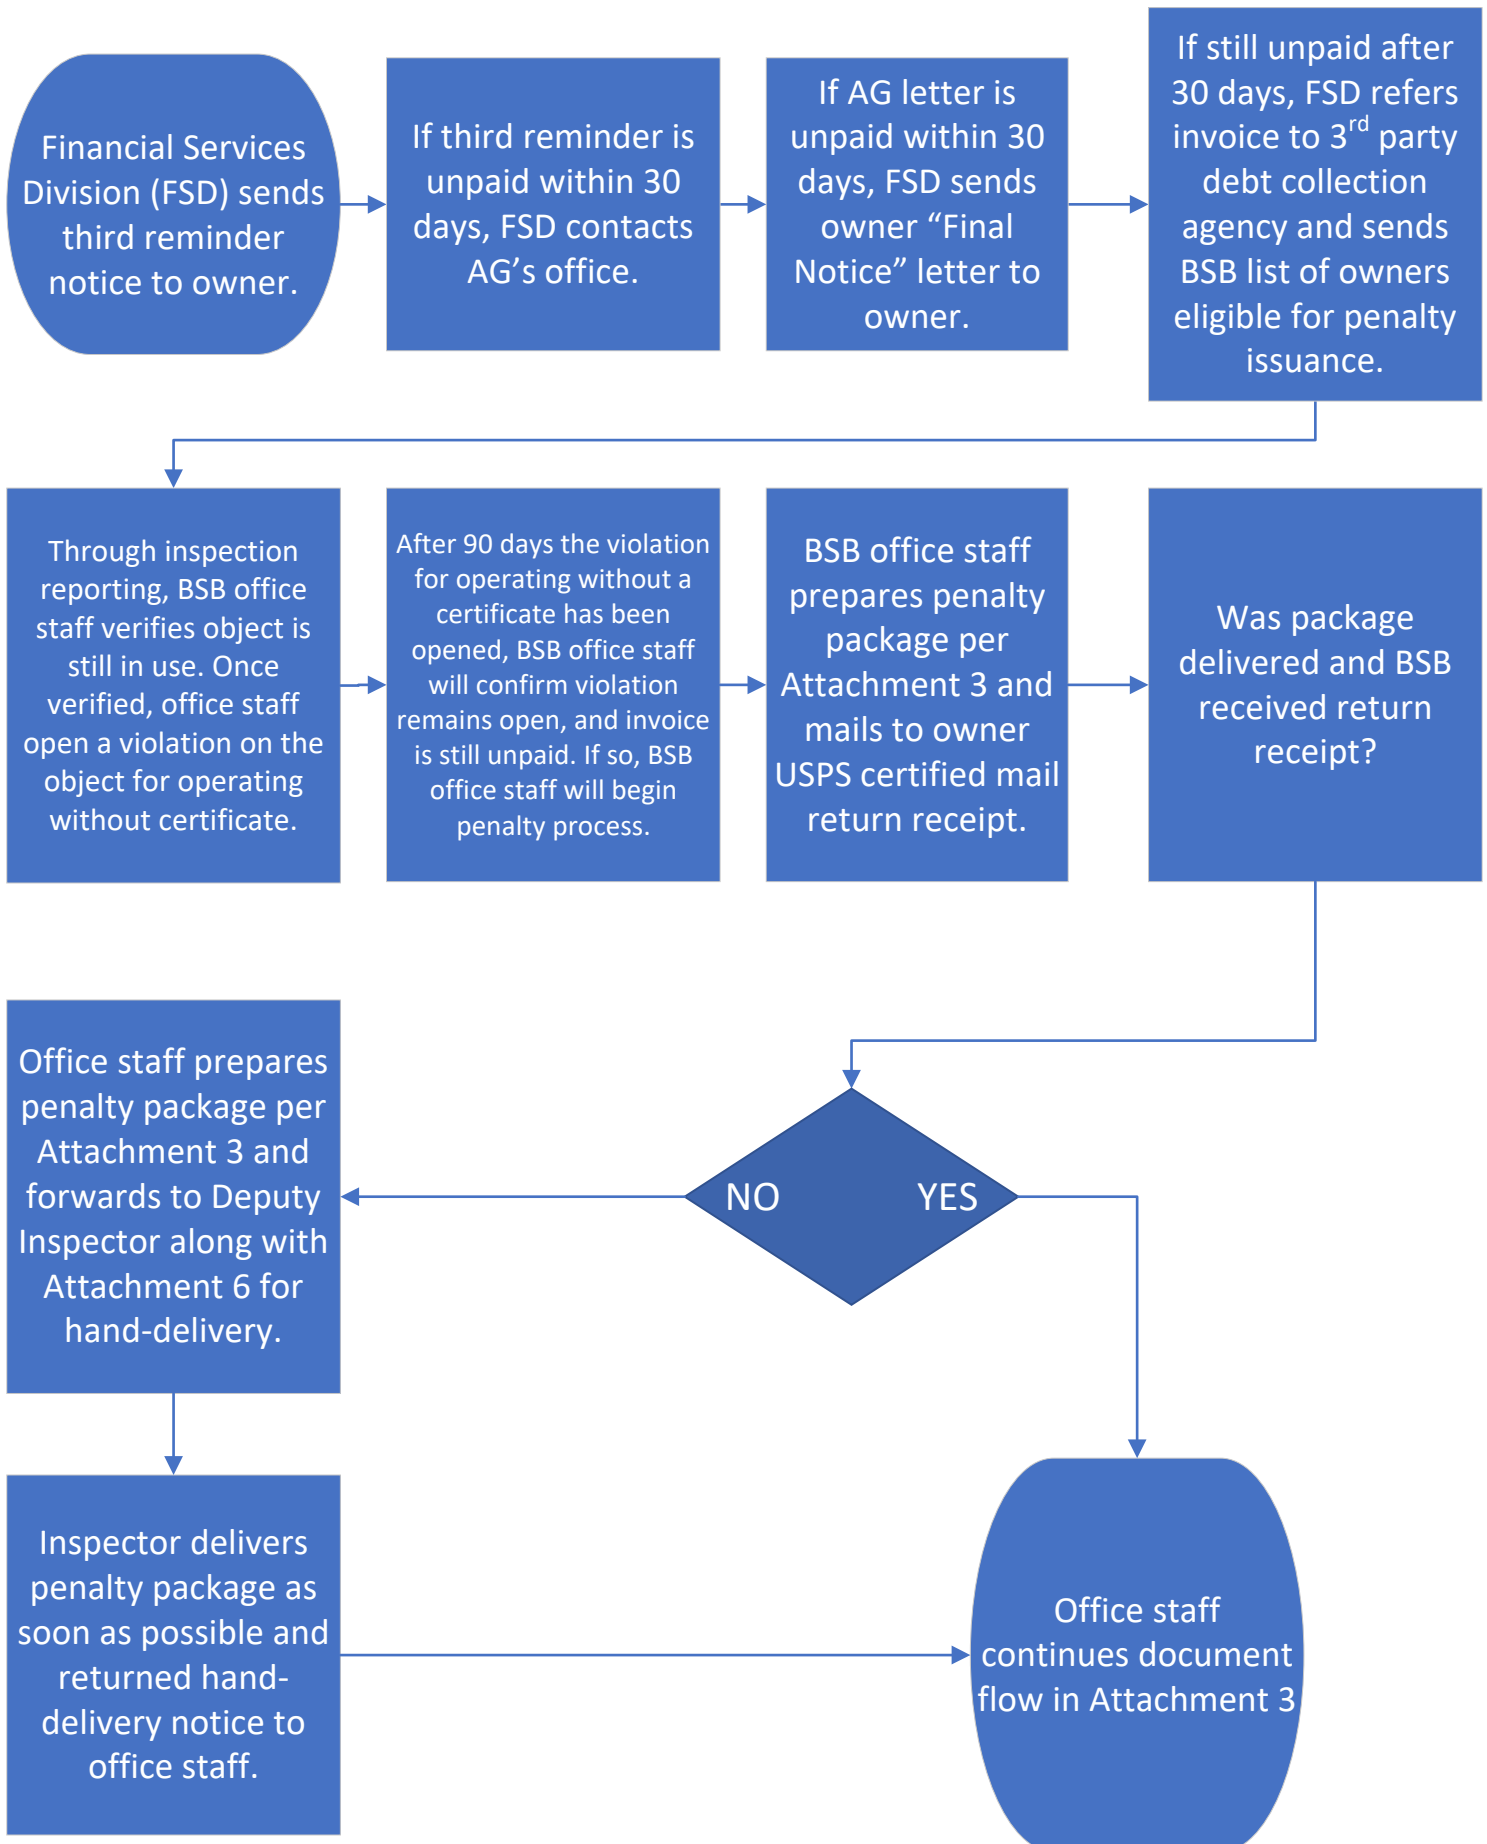 Financial Services
Division (FSD) sends
third reminder
notice to owner.
If third reminder is
unpaid within 30
days, FSD contacts
AG’s office.
If AG letter is
unpaid within 30
days, FSD sends
owner “Final
Notice” letter to
owner.
If still unpaid after
30 days, FSD refers
invoice to 3rd party
debt collection
agency and sends
BSB list of owners
eligible for penalty
issuance.
Through inspection
reporting, BSB office
staff verifies object is
still in use. Once
verified, office staff
open a violation on the
object for operating
without certificate.
After 90 days the violation
for operating without a
certificate has been
opened, BSB office staff
will confirm violation
remains open, and invoice
is still unpaid. If so, BSB
office staff will begin
penalty process.
BSB office staff
prepares penalty
package per
Attachment 3 and
mails to owner
USPS certified mail
return receipt.
Was package
delivered and BSB
received return
receipt?
NO
YES
Office staff prepares
penalty package per
Attachment 3 and
forwards to Deputy
Inspector along with
Attachment 6 for
hand-delivery.
Inspector delivers
penalty package as
soon as possible and
returned hand-
delivery notice to
office staff.
Office staff
continues document
flow in Attachment 3